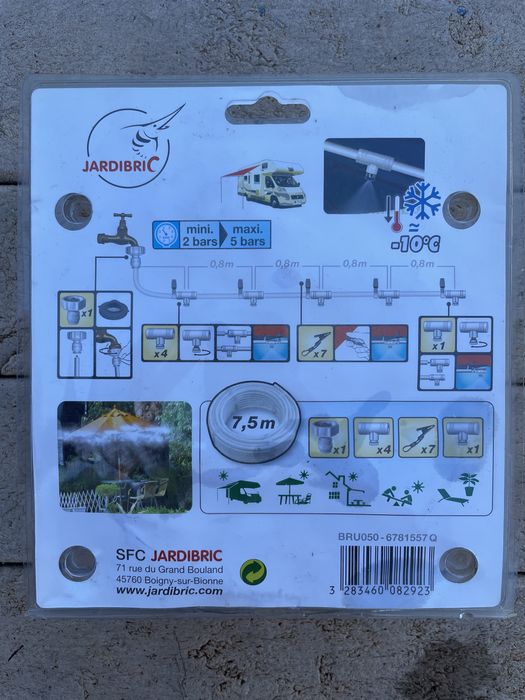 JARDIBRIC
mini. maxi.
2 bars 5 bars
≃
-10°C
0,8m 0,8m 0,8m 0,8m
x1
x4
x7
x1
7,5m
x1 x4 x7 x1
BRU050-6781557Q
SFC JARDIBRIC
71 rue du Grand Bouland
45760 Boigny-sur-Bionne
www.jardibric.com
3 283460 082923